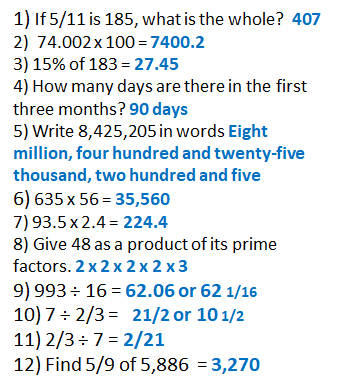 1) If 5/11 is 185, what is the whole? 407
2) 74.002 x 100 = 7400.2
3) 15% of 183 = 27.45
4) How many days are there in the first
three months? 90 days
5) Write 8,425,205 in words Eight
million, four hundred and twenty-five
thousand, two hundred and five
6) 635 x 56 = 35,560
7) 93.5 x 2.4 = 224.4
8) Give 48 as a product of its prime
factors. 2 x 2 x 2 x 2 x 3
9) 993 ÷ 16 = 62.06 or 62 1/16
10) 7 ÷ 2/3 = 21/2 or 10 1/2
11) 2/3 ÷ 7 = 2/21
12) Find 5/9 of 5,886 = 3,270